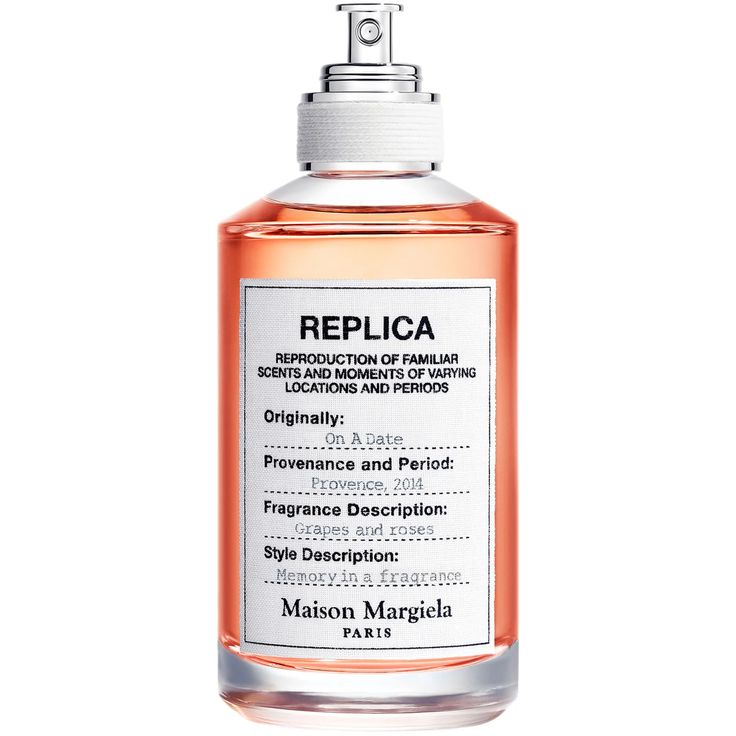 REPLICA
REPRODUCTION OF FAMILIAR
SCENTS AND MOMENTS OF VARYING
LOCATIONS AND PERIODS
Originally:
On A Date
Provenance and Period:
Provence, 2014
Fragrance Description:
Grapes and roses
Style Description:
Memory in a fragrance
Maison Margiela
PARIS